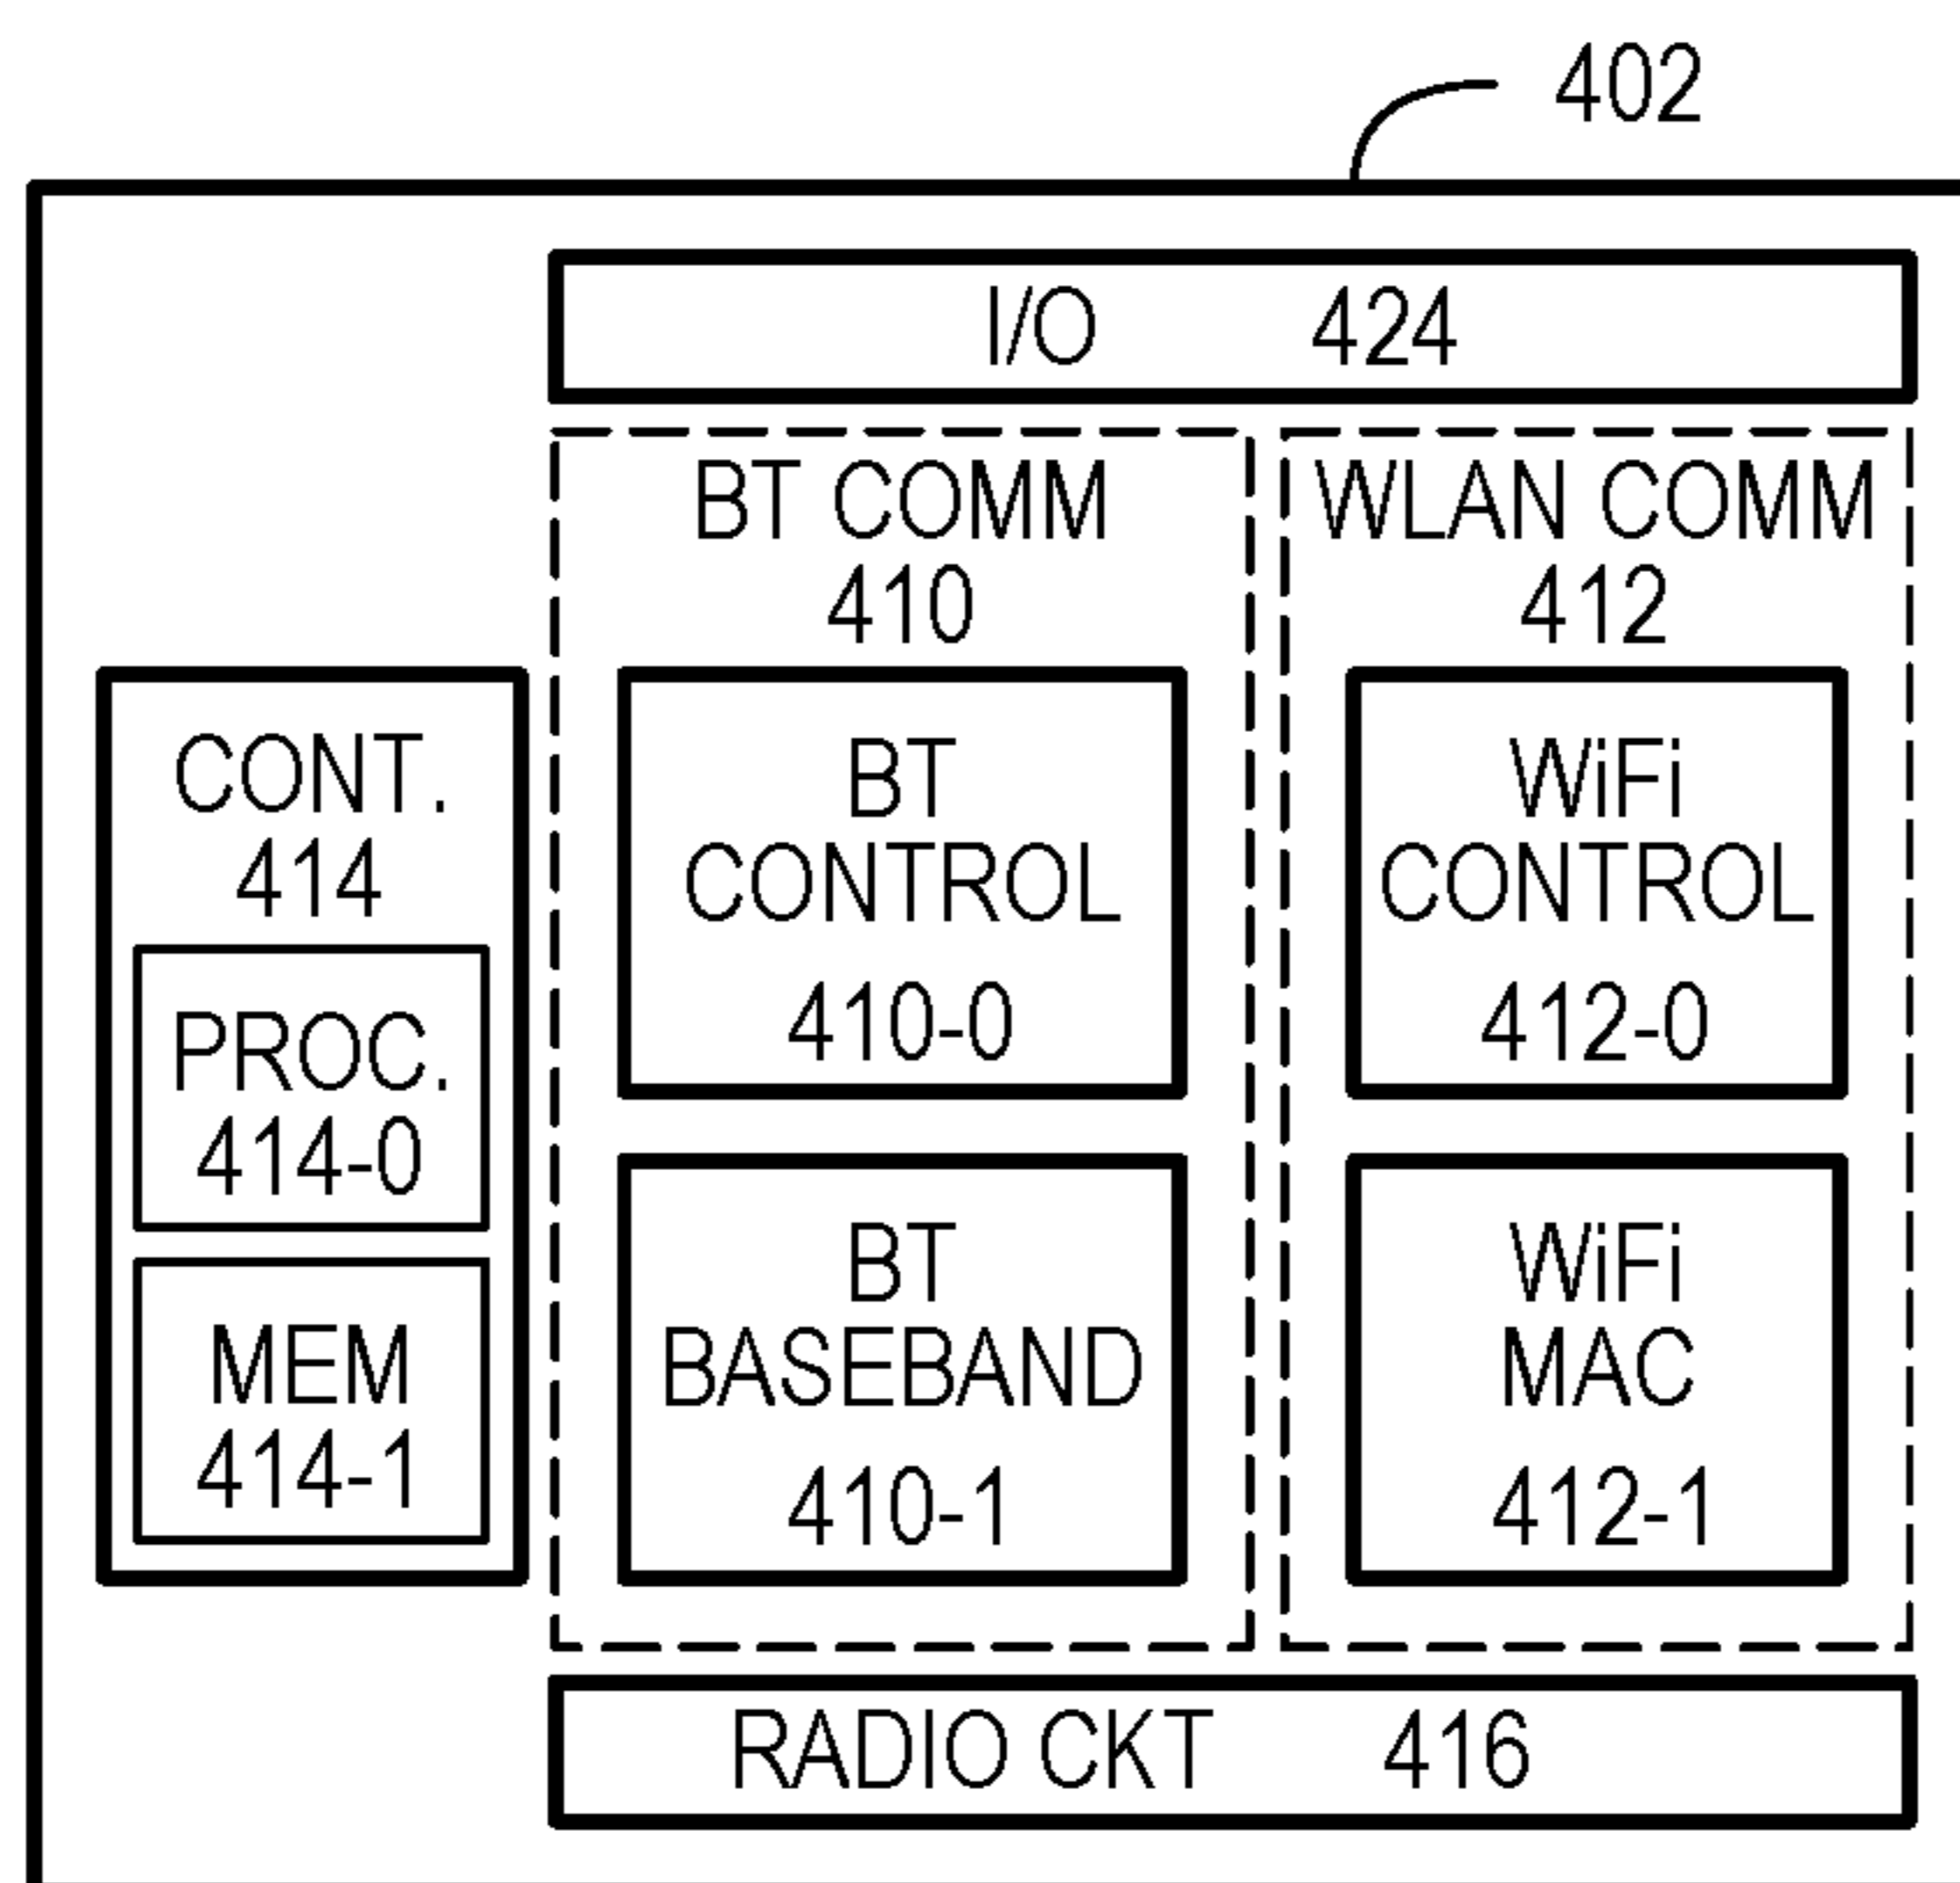 402
I/O 424
BT COMM
410
WLAN COMM
412
CONT.
414
PROC.
414-0
MEM
414-1
BT
CONTROL
410-0
BT
BASEBAND
410-1
WiFi
CONTROL
412-0
WiFi
MAC
412-1
RADIO CKT 416